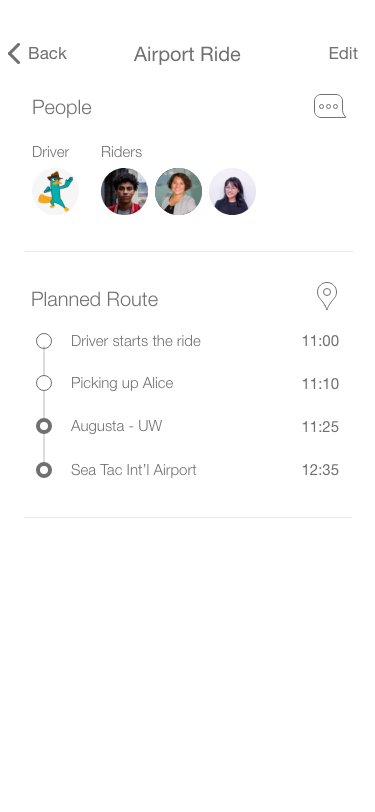 Back
Airport Ride
Edit
People
Driver
Riders
Planned Route
Driver starts the ride 11:00
Picking up Alice 11:10
Augusta - UW 11:25
Sea Tac Int'l Airport 12:35